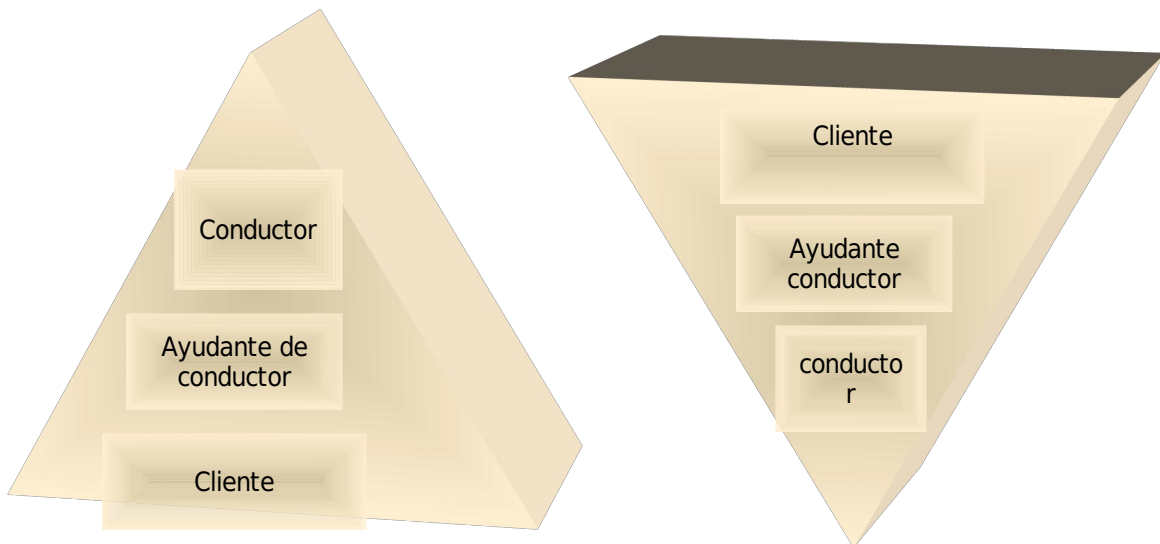 Conductor
Ayudante de
conductor
Cliente
Cliente
Ayudante
conductor
conducto
r